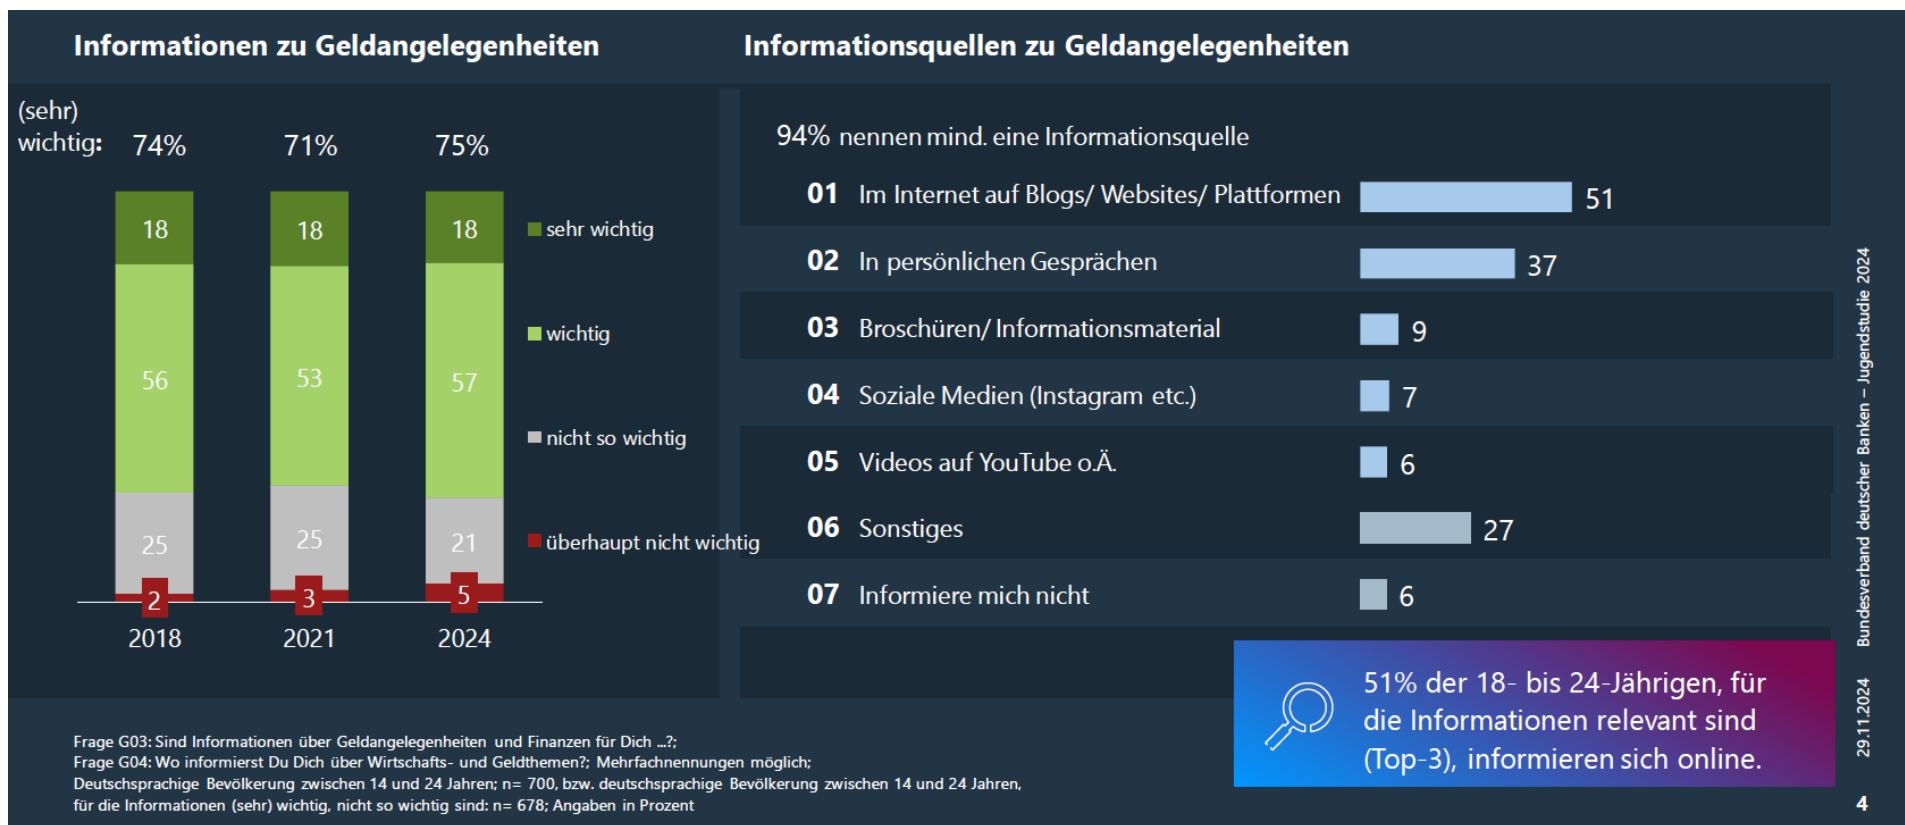 Informationen zu Geldangelegenheiten
(sehr)
wichtig: 74% 71% 75%
18 18 18
56 53 57
25 25 21
2 3 5
2018 2021 2024
sehr wichtig
wichtig
nicht so wichtig
überhaupt nicht wichtig
Informationsquellen zu Geldangelegenheiten
94% nennen mind. eine Informationsquelle
01 Im Internet auf Blogs/ Websites/ Plattformen 51
02 In persönlichen Gesprächen 37
03 Broschüren/ Informationsmaterial 9
04 Soziale Medien (Instagram etc.) 7
05 Videos auf YouTube o.Ä. 6
06 Sonstiges 27
07 Informiere mich nicht 6
51% der 18- bis 24-Jährigen, für
die Informationen relevant sind
(Top-3), informieren sich online.
Frage G03: Sind Informationen über Geldangelegenheiten und Finanzen für Dich ...?;
Frage G04: Wo informierst Du Dich über Wirtschafts- und Geldthemen?; Mehrfachnennungen möglich;
Deutschsprachige Bevölkerung zwischen 14 und 24 Jahren; n= 700, bzw. deutschsprachige Bevölkerung zwischen 14 und 24 Jahren,
für die Informationen (sehr) wichtig, nicht so wichtig sind: n= 678; Angaben in Prozent
29.11.2024 Bundesverband deutscher Banken – Jugendstudie 2024
4